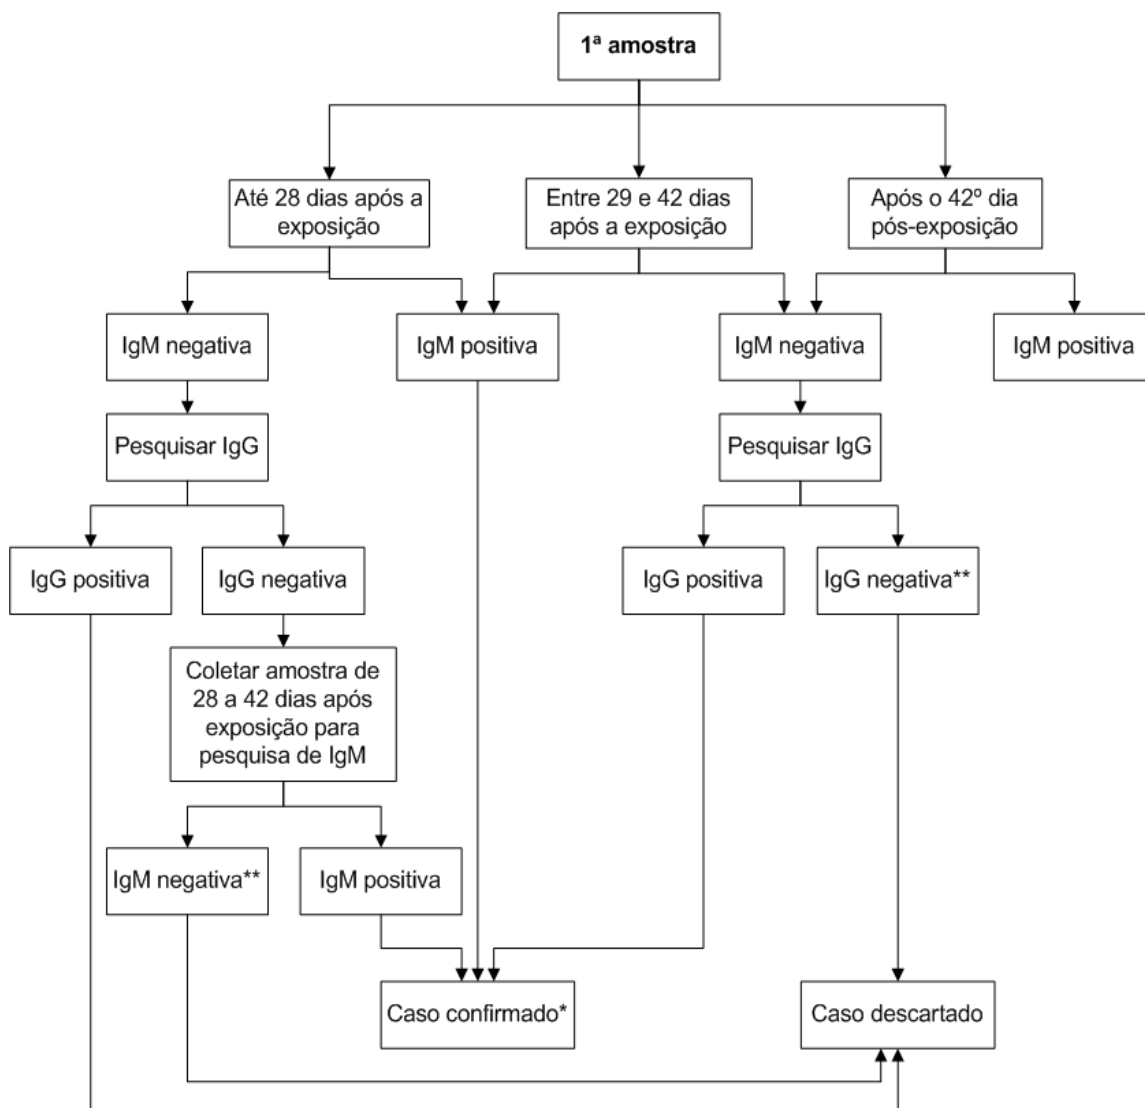 1ª amostra
Até 28 dias após a
exposição
Entre 29 e 42 dias
após a exposição
Após o 42º dia
pós-exposição
IgM negativa
IgM positiva
IgM negativa
IgM positiva
Pesquisar IgG
Pesquisar IgG
IgG positiva
IgG negativa
IgG positiva
IgG negativa**
Coletar amostra de
28 a 42 dias após
exposição para
pesquisa de IgM
IgM negativa**
IgM positiva
Caso confirmado*
Caso descartado